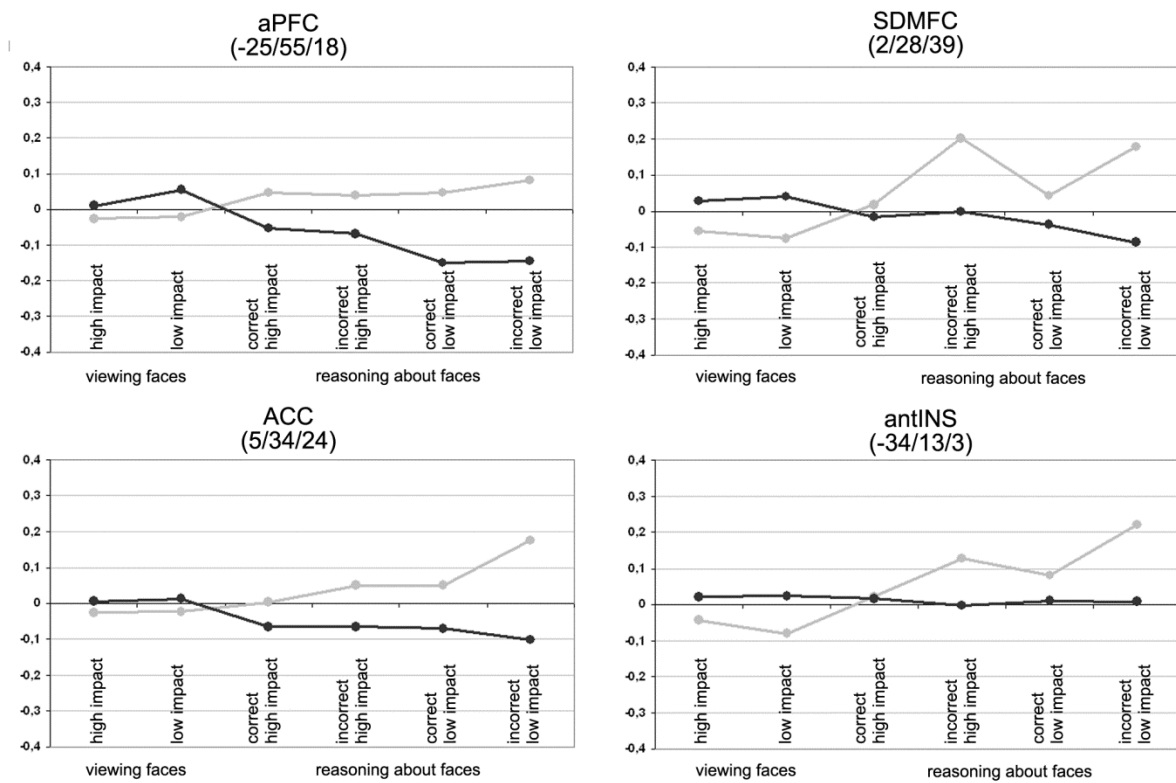 aPFC
(-25/55/18)
0,4
0,3
0,2
0,1
0
-0,1
-0,2
-0,3
-0,4
high impact
low impact
correct
high impact
incorrect
high impact
correct
low impact
incorrect
low impact
viewing faces
reasoning about faces
SDMFC
(2/28/39)
0,4
0,3
0,2
0,1
0
-0,1
-0,2
-0,3
-0,4
high impact
low impact
correct
high impact
incorrect
high impact
correct
low impact
incorrect
low impact
viewing faces
reasoning about faces
ACC
(5/34/24)
0,4
0,3
0,2
0,1
0
-0,1
-0,2
-0,3
-0,4
high impact
low impact
correct
high impact
incorrect
high impact
correct
low impact
incorrect
low impact
viewing faces
reasoning about faces
antINS
(-34/13/3)
0,4
0,3
0,2
0,1
0
-0,1
-0,2
-0,3
-0,4
high impact
low impact
correct
high impact
incorrect
high impact
correct
low impact
incorrect
low impact
viewing faces
reasoning about faces